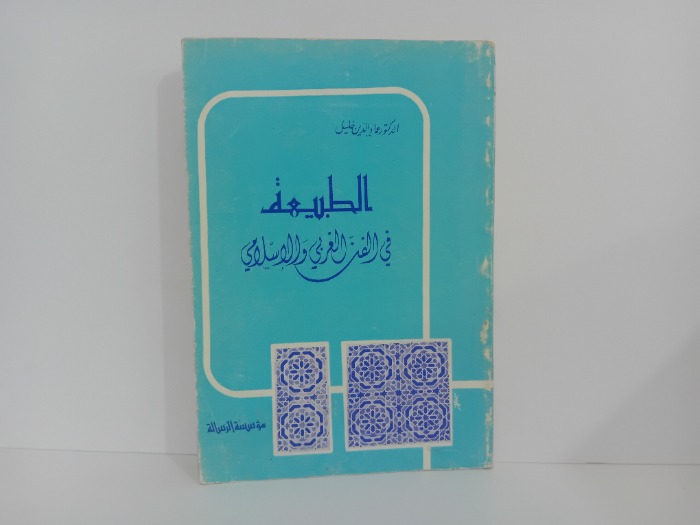 الدكتور عماد الدين خليل
الطبيعة
في الفن الغربي والإسلامي
مؤسسة الرسالة